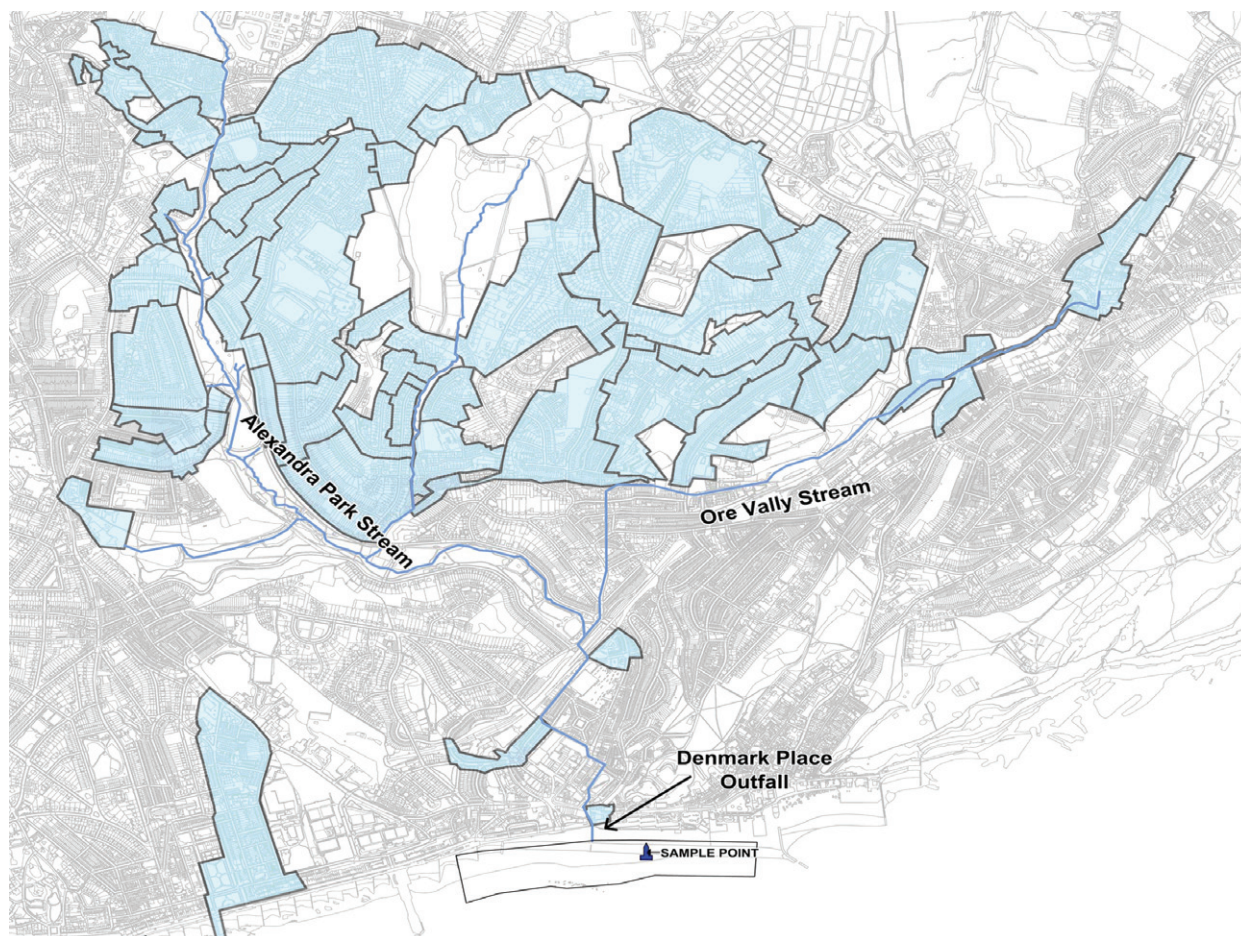 Alexandra Park Stream
Ore Vally Stream
Denmark Place
Outfall
SAMPLE POINT